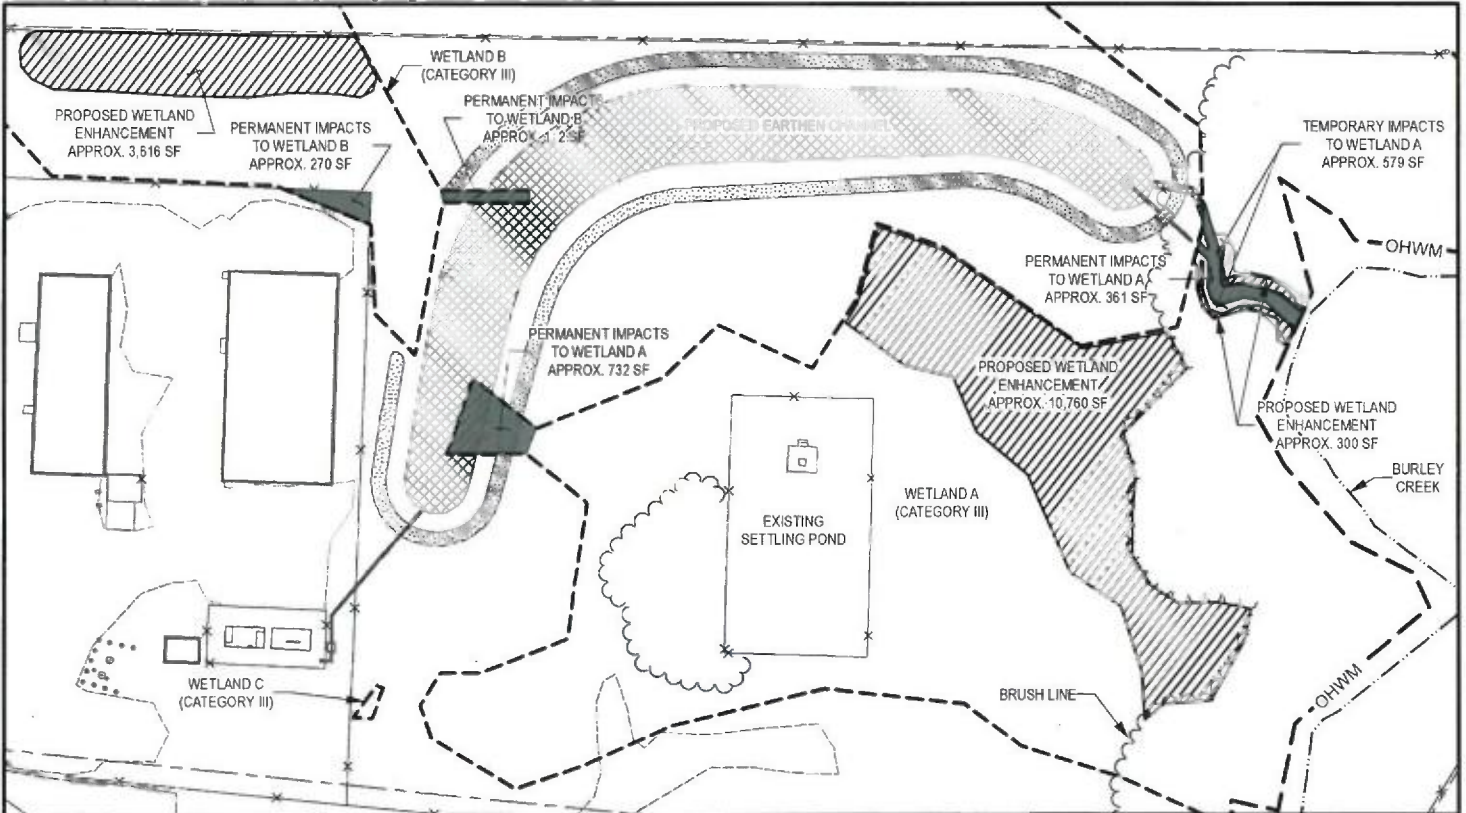 WETLAND B
(CATEGORY III)
PROPOSED WETLAND
ENHANCEMENT
APPROX. 3,616 SF
PERMANENT IMPACTS
TO WETLAND B
APPROX. 270 SF
PERMANENT IMPACTS
TO WETLAND B
APPROX.
SF
PROPOSED EARTHEN CHANNEL
TEMPORARY IMPACTS
TO WETLAND A
APPROX. 579 SF
OHWM
PERMANENT IMPACTS
TO WETLAND A
APPROX. 361 SF
PERMANENT IMPACTS
TO WETLAND A
APPROX. 732 SF
PROPOSED WETLAND
ENHANCEMENT
APPROX. 10,760 SF
PROPOSED WETLAND
ENHANCEMENT
APPROX. 300 SF
BURLEY
CREEK
WETLAND A
(CATEGORY III)
EXISTING
SETTLING POND
WETLAND C
(CATEGORY III)
BRUSH LINE
OHWM